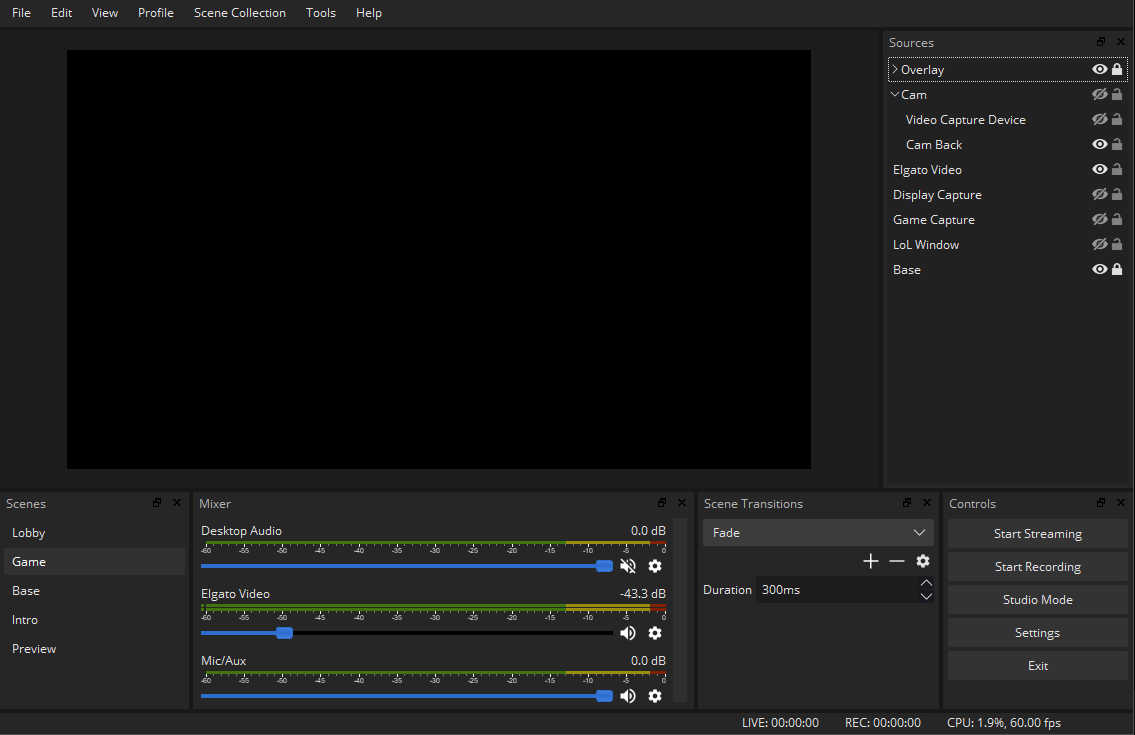 File Edit View Profile Scene Collection Tools Help
Sources
Overlay
Cam
Video Capture Device
Cam Back
Elgato Video
Display Capture
Game Capture
LoL Window
Base
Scenes
Lobby
Game
Base
Intro
Preview
Mixer
Desktop Audio 0.0 dB
-60 -55 -50 -45 -40 -35 -30 -25 -20 -15 -10 -5 0
Elgato Video -43.3 dB
-60 -55 -50 -45 -40 -35 -30 -25 -20 -15 -10 -5 0
Mic/Aux 0.0 dB
-60 -55 -50 -45 -40 -35 -30 -25 -20 -15 -10 -5 0
Scene Transitions
Fade
Duration 300ms
Controls
Start Streaming
Start Recording
Studio Mode
Settings
Exit
LIVE: 00:00:00 REC: 00:00:00 CPU: 1.9%, 60.00 fps